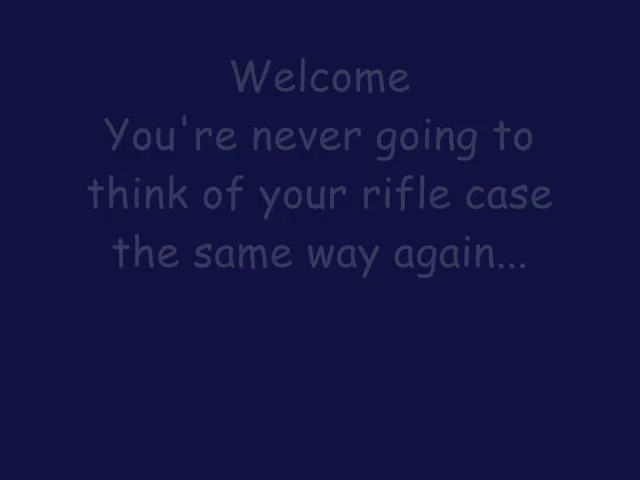 Welcome
You're never going to
think of your rifle case
the same way again...